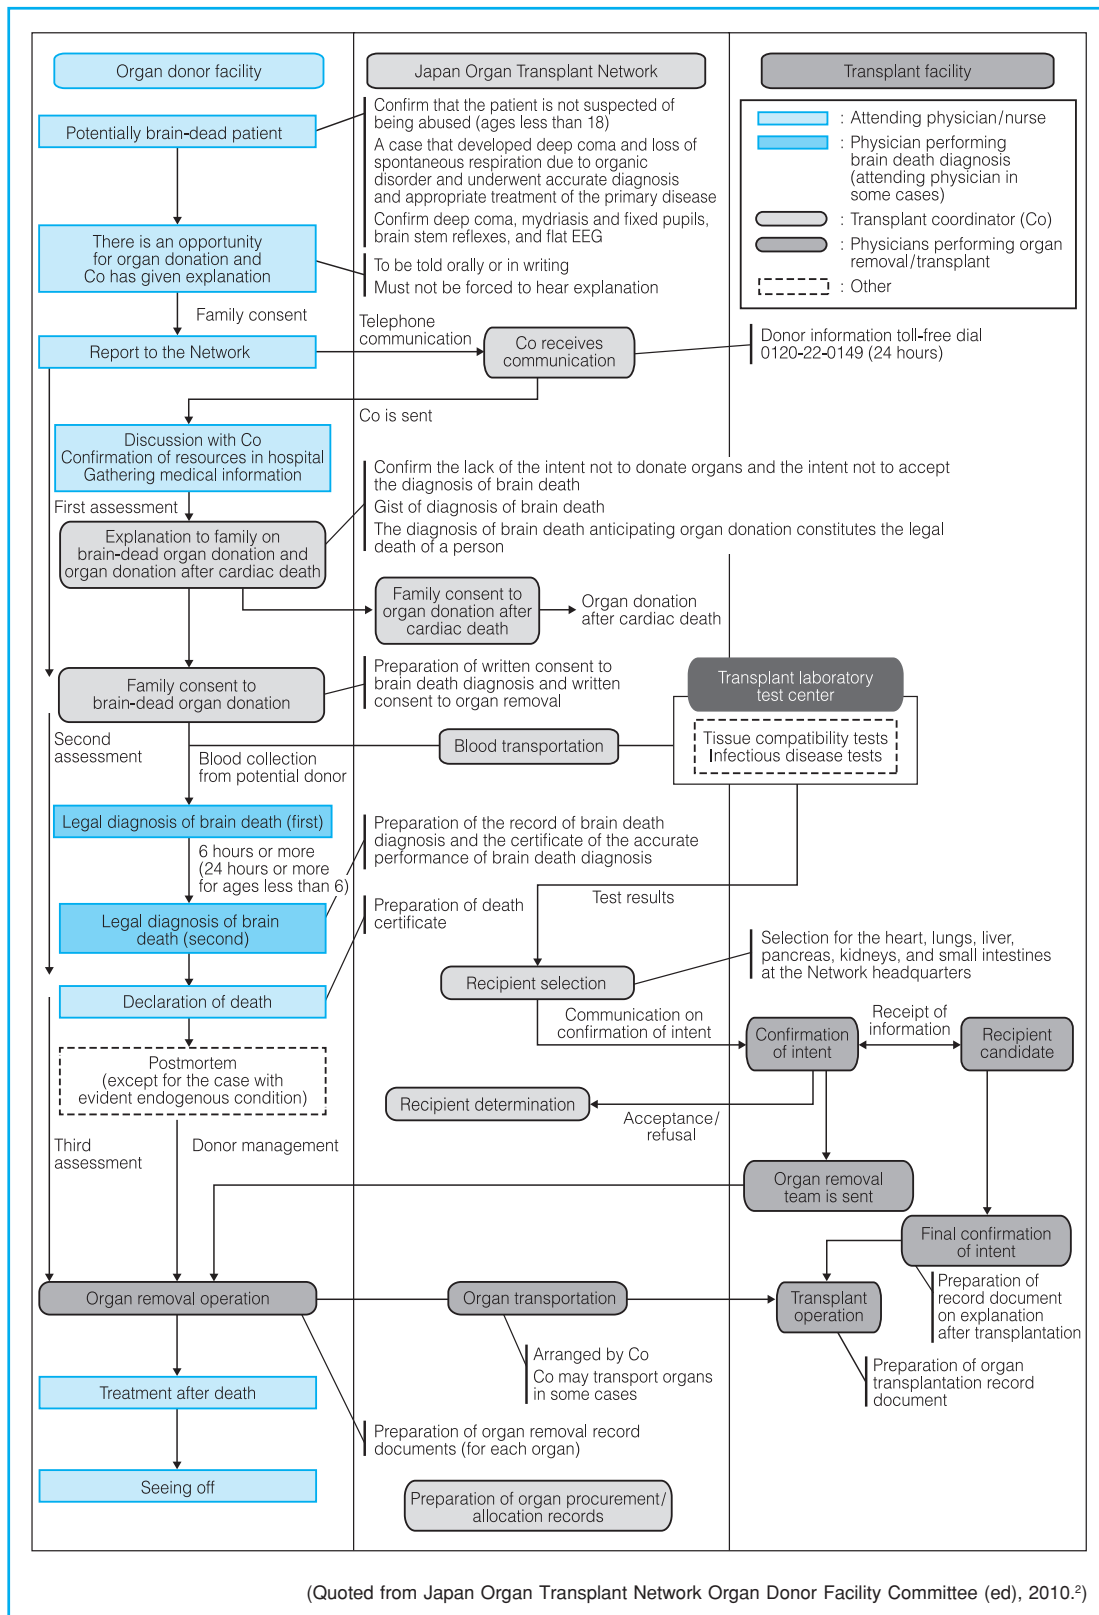 Organ donor facility
Japan Organ Transplant Network
Transplant facility
Potentially brain-dead patient
Confirm that the patient is not suspected of
being abused (ages less than 18)
A case that developed deep coma and loss of
spontaneous respiration due to organic
disorder and underwent accurate diagnosis
and appropriate treatment of the primary disease
Confirm deep coma, mydriasis and fixed pupils,
brain stem reflexes, and flat EEG
: Attending physician/nurse
: Physician performing
brain death diagnosis
(attending physician in
some cases)
: Transplant coordinator (Co)
: Physicians performing organ
removal/transplant
: Other
There is an opportunity
for organ donation and
Co has given explanation
To be told orally or in writing
Must not be forced to hear explanation
Family consent
Telephone
communication
Report to the Network
Co receives
communication
Donor information toll-free dial
0120-22-0149 (24 hours)
Co is sent
Discussion with Co
Confirmation of resources in hospital
Gathering medical information
First assessment
Confirm the lack of the intent not to donate organs and the intent not to accept
the diagnosis of brain death
Gist of diagnosis of brain death
The diagnosis of brain death anticipating organ donation constitutes the legal
death of a person
Explanation to family on
brain-dead organ donation and
organ donation after cardiac death
Family consent to
organ donation after
cardiac death
Organ donation
after cardiac death
Family consent to
brain-dead organ donation
Preparation of written consent to
brain death diagnosis and written
consent to organ removal
Transplant laboratory
test center
Tissue compatibility tests
Infectious disease tests
Second
assessment
Blood collection
from potential donor
Blood transportation
Legal diagnosis of brain death (first)
Preparation of the record of brain death
diagnosis and the certificate of the accurate
performance of brain death diagnosis
6 hours or more
(24 hours or more
for ages less than 6)
Test results
Legal diagnosis of brain
death (second)
Preparation of death
certificate
Selection for the heart, lungs, liver,
pancreas, kidneys, and small intestines
at the Network headquarters
Recipient selection
Declaration of death
Communication on
confirmation of intent
Confirmation
of intent
Receipt of
information
Recipient
candidate
Postmortem
(except for the case with
evident endogenous condition)
Recipient determination
Acceptance/
refusal
Third
assessment
Donor management
Organ removal
team is sent
Final confirmation
of intent
Preparation of
record document
on explanation
after transplantation
Organ removal operation
Organ transportation
Transplant
operation
Arranged by Co
Co may transport organs
in some cases
Preparation of organ
transplantation record
document
Treatment after death
Preparation of organ removal record
documents (for each organ)
Seeing off
Preparation of organ procurement/
allocation records
(Quoted from Japan Organ Transplant Network Organ Donor Facility Committee (ed), 2010.²)